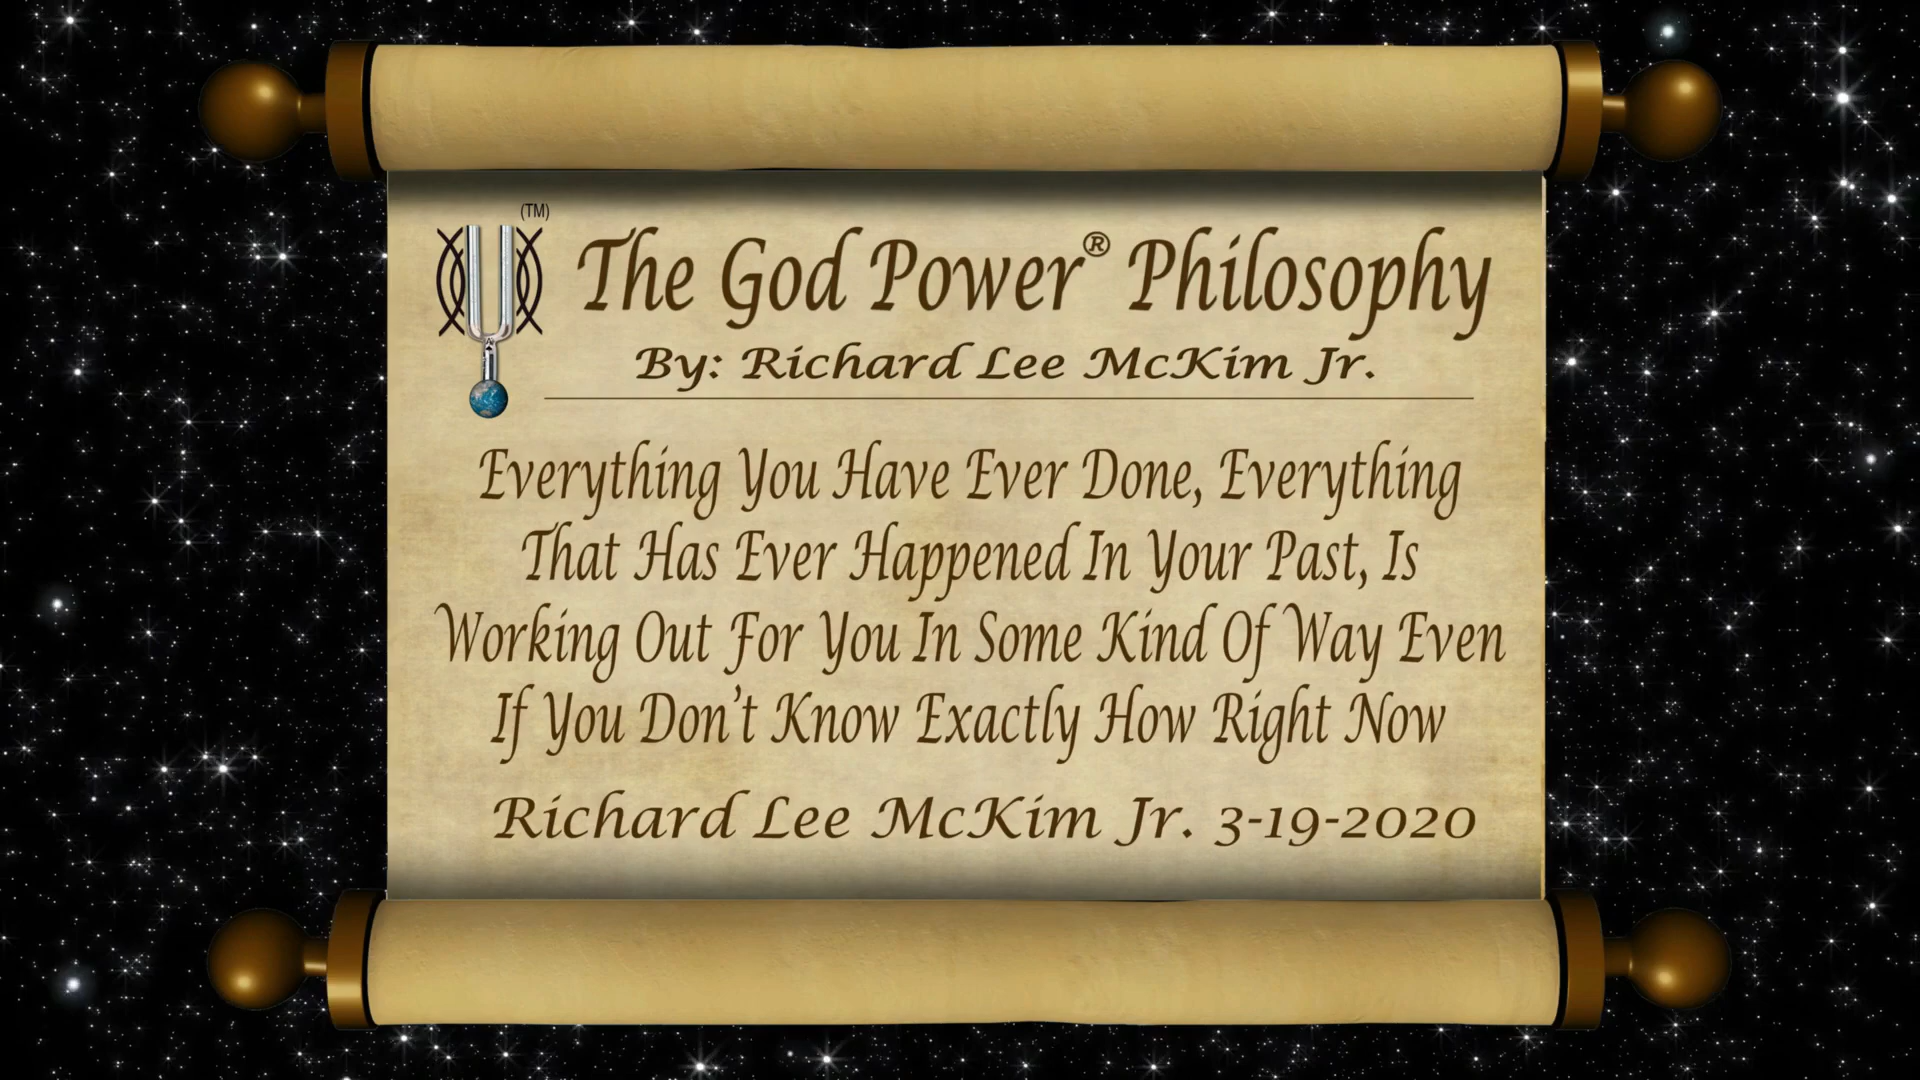 (TM)
The God Power® Philosophy
By: Richard Lee McKim Jr.
Everything You Have Ever Done, Everything
That Has Ever Happened In Your Past, Is
Working Out For You In Some Kind Of Way Even
If You Don't Know Exactly How Right Now
Richard Lee McKim Jr. 3-19-2020